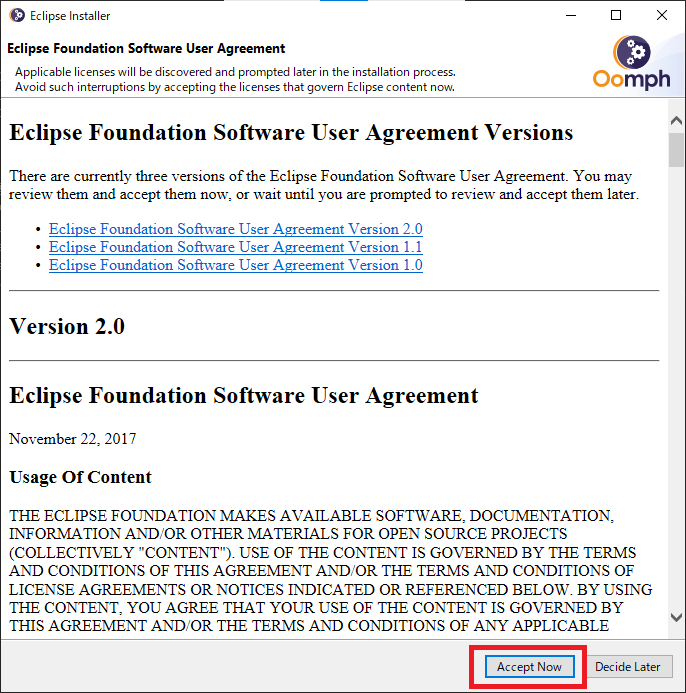 Eclipse Installer
Eclipse Foundation Software User Agreement
Applicable licenses will be discovered and prompted later in the installation process.
Avoid such interruptions by accepting the licenses that govern Eclipse content now.
Oomph
Eclipse Foundation Software User Agreement Versions
There are currently three versions of the Eclipse Foundation Software User Agreement. You may
review them and accept them now, or wait until you are prompted to review and accept them later.
• Eclipse Foundation Software User Agreement Version 2.0
• Eclipse Foundation Software User Agreement Version 1.1
• Eclipse Foundation Software User Agreement Version 1.0
Version 2.0
Eclipse Foundation Software User Agreement
November 22, 2017
Usage Of Content
THE ECLIPSE FOUNDATION MAKES AVAILABLE SOFTWARE, DOCUMENTATION,
INFORMATION AND/OR OTHER MATERIALS FOR OPEN SOURCE PROJECTS
(COLLECTIVELY "CONTENT"). USE OF THE CONTENT IS GOVERNED BY THE TERMS
AND CONDITIONS OF THIS AGREEMENT AND/OR THE TERMS AND CONDITIONS OF
LICENSE AGREEMENTS OR NOTICES INDICATED OR REFERENCED BELOW. BY USING
THE CONTENT, YOU AGREE THAT YOUR USE OF THE CONTENT IS GOVERNED BY
THIS AGREEMENT AND/OR THE TERMS AND CONDITIONS OF ANY APPLICABLE
Accept Now
Decide Later